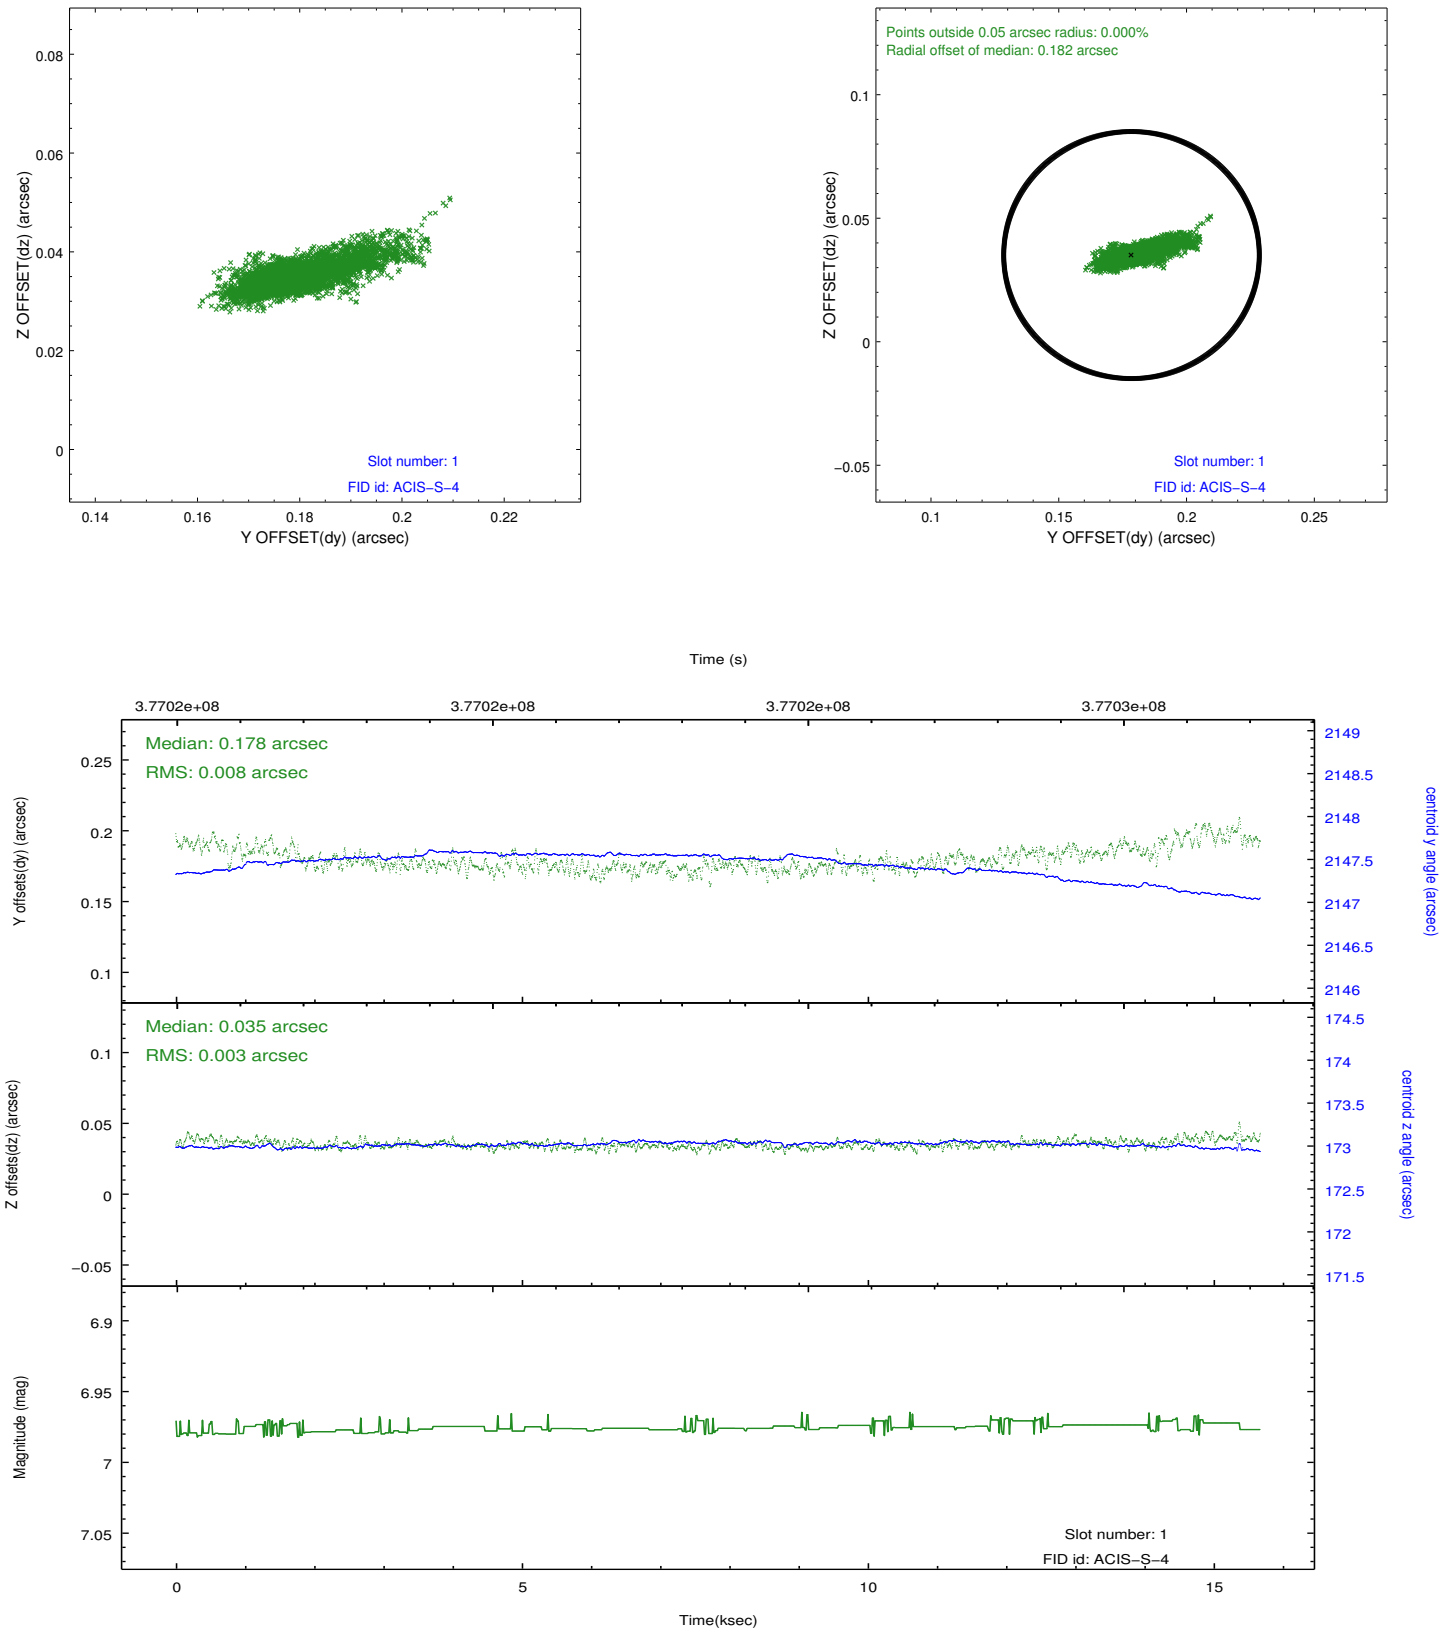 0.08
0.06
0.04
0.02
0
Z OFFSET(dz) (arcsec)
Slot number: 1
FID id: ACIS−S−4
0.14 0.16 0.18 0.2 0.22
Y OFFSET(dy) (arcsec)
Points outside 0.05 arcsec radius: 0.000%
Radial offset of median: 0.182 arcsec
0.1
0.05
0
−0.05
Z OFFSET(dz) (arcsec)
Slot number: 1
FID id: ACIS−S−4
0.1 0.15 0.2 0.25
Y OFFSET(dy) (arcsec)
Time (s)
3.7702e+08 3.7702e+08 3.7702e+08 3.7703e+08
Median: 0.178 arcsec
RMS: 0.008 arcsec
0.25
0.2
0.15
0.1
Y offsets(dy) (arcsec)
2149
2148.5
2148
2147.5
2147
2146.5
2146
centroid y angle (arcsec)
Median: 0.035 arcsec
RMS: 0.003 arcsec
0.1
0.05
0
−0.05
Z offsets(dz) (arcsec)
174.5
174
173.5
173
172.5
172
171.5
centroid z angle (arcsec)
6.9
6.95
7
7.05
Magnitude (mag)
Slot number: 1
FID id: ACIS−S−4
0 5 10 15
Time(ksec)